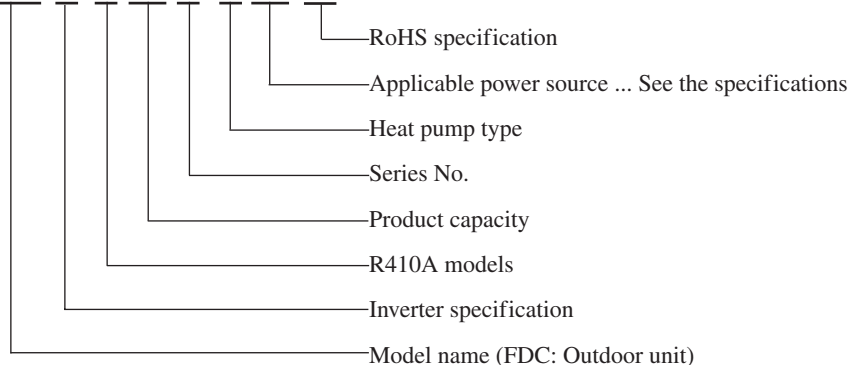 RoHS specification
Applicable power source ... See the specifications
Heat pump type
Series No.
Product capacity
R410A models
Inverter specification
Model name (FDC: Outdoor unit)